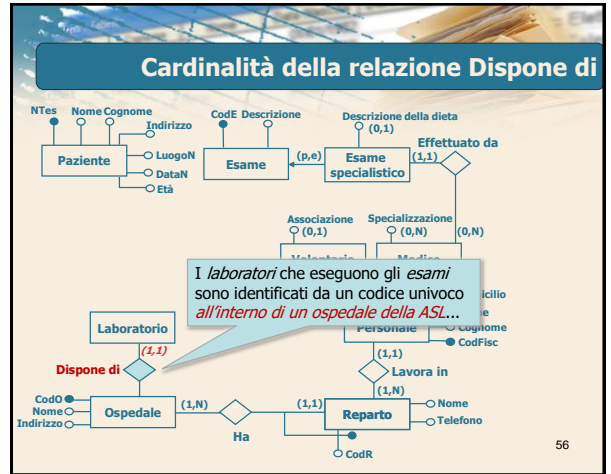 Cardinalità della relazione Dispone di
NTes Nome Cognome
Indirizzo
LuogoN
DataN
Età
Paziente
CodE Descrizione
Esame
(p,e)
Descrizione della dieta
(0,1)
Esame
specialistico
(1,1)
Effettuato da
(0,N)
Associazione
(0,1)
Specializzazione
(0,N)
Volontario
Medico
I laboratori che eseguono gli esami
sono identificati da un codice univoco
all'interno di un ospedale della ASL...
Personale
Cognome
CodFisc
(1,1)
Lavora in
(1,N)
Laboratorio
(1,1)
Dispone di
CodO
Nome
Indirizzo
Ospedale
(1,N)
Ha
(1,1)
Reparto
Nome
Telefono
CodR
56